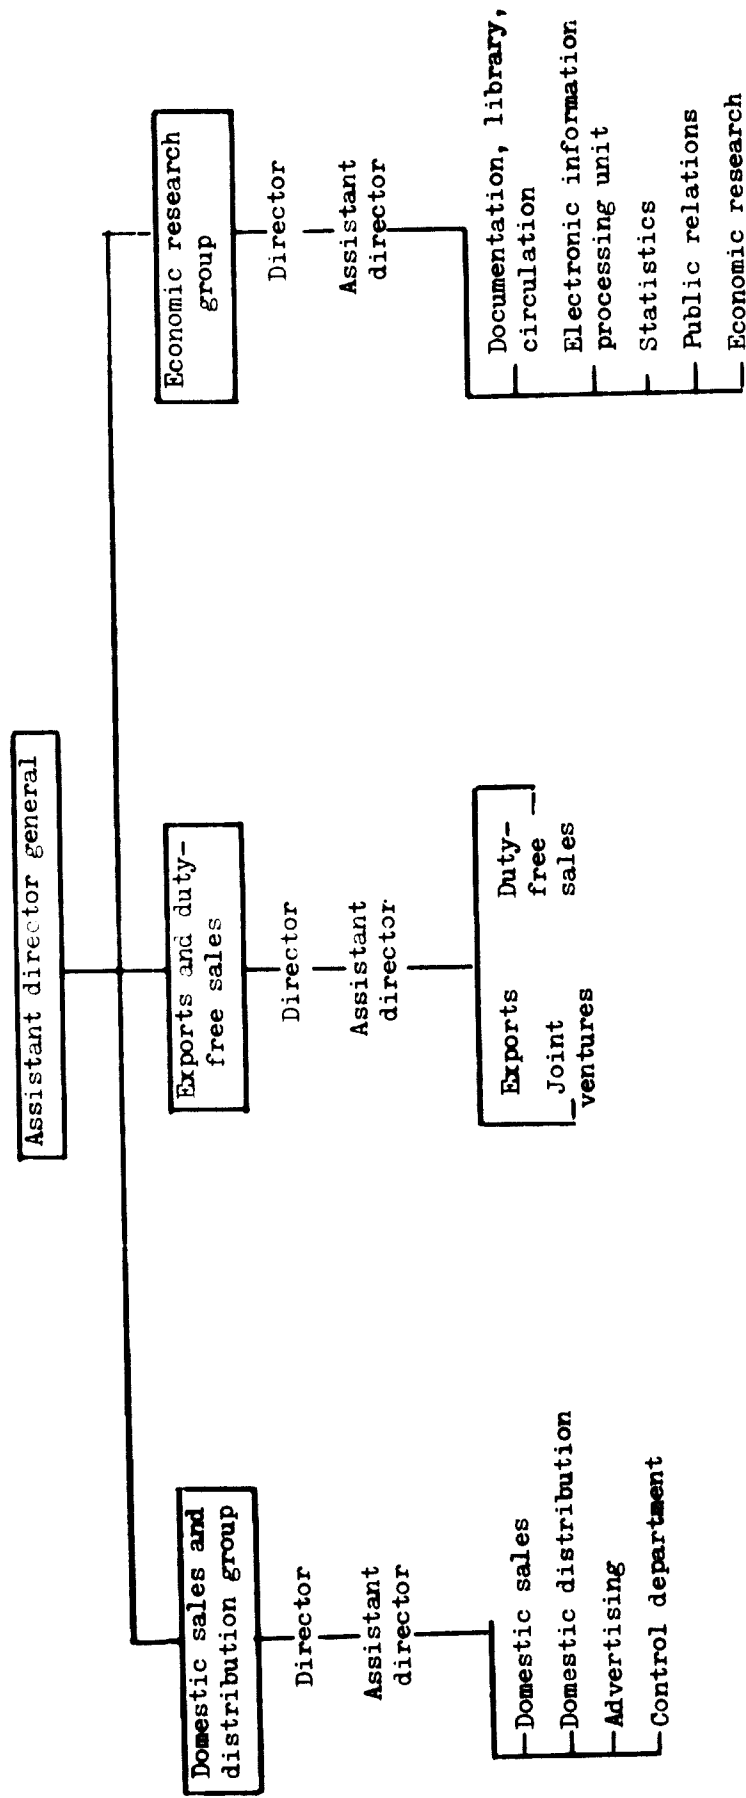 Assistant director general
Domestic sales and
distribution group
Director
Assistant
director
Domestic sales
Domestic distribution
Advertising
Control department
Exports and duty-
free sales
Director
Assistant
director
Exports
Joint
ventures
Duty-
free
sales
Economic research
group
Director
Assistant
director
Documentation, library,
circulation
Electronic information
processing unit
Statistics
Public relations
Economic research